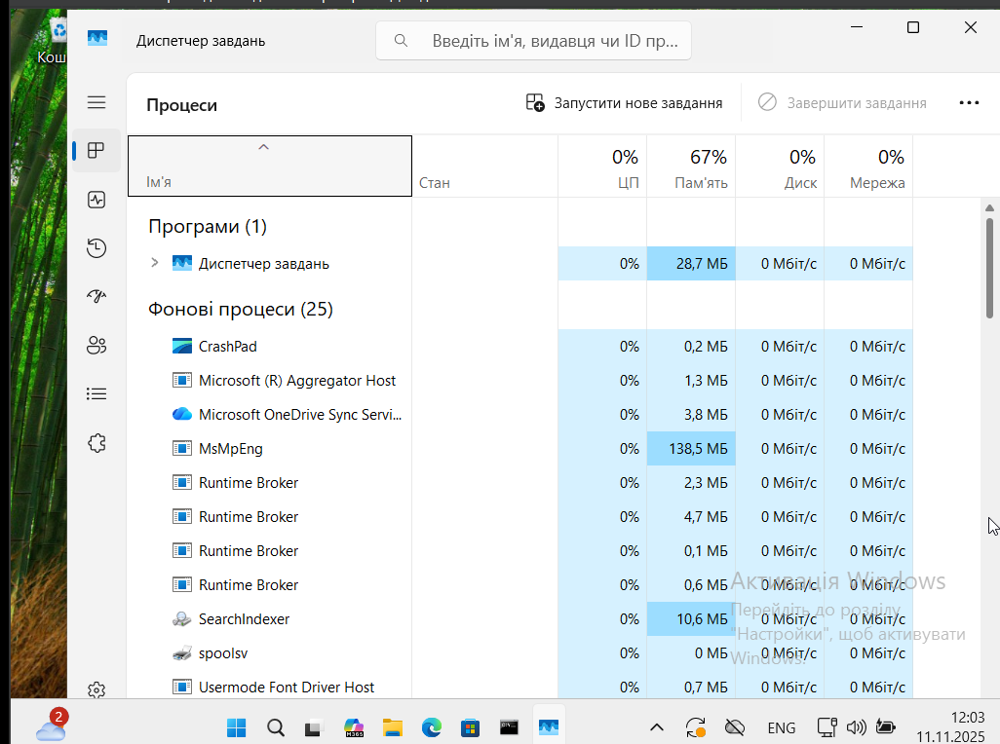 Кош
Диспетчер завдань
Введіть ім'я, видавця чи ID пр...
Процеси
Запустити нове завдання
Завершити завдання
Ім'я
Стан
0%
ЦП
67%
Пам'ять
0%
Диск
0%
Мережа
Програми (1)
Диспетчер завдань 0% 28,7 МБ 0 Мбіт/с 0 Мбіт/с
Фонові процеси (25)
CrashPad 0% 0,2 МБ 0 Мбіт/с 0 Мбіт/с
Microsoft (R) Aggregator Host 0% 1,3 МБ 0 Мбіт/с 0 Мбіт/с
Microsoft OneDrive Sync Servi... 0% 3,8 МБ 0 Мбіт/с 0 Мбіт/с
MsMpEng 0% 138,5 МБ 0 Мбіт/с 0 Мбіт/с
Runtime Broker 0% 2,3 МБ 0 Мбіт/с 0 Мбіт/с
Runtime Broker 0% 4,7 МБ 0 Мбіт/с 0 Мбіт/с
Runtime Broker 0% 0,1 МБ 0 Мбіт/с 0 Мбіт/с
Runtime Broker 0% 0,6 МБ 0 Мбіт/с 0 Мбіт/с
SearchIndexer 0% 10,6 МБ 0 Мбіт/с 0 Мбіт/с
spoolsv 0% 0 МБ 0 Мбіт/с 0 Мбіт/с
Usermode Font Driver Host 0% 0,7 МБ 0 Мбіт/с 0 Мбіт/с
Активація Windows
Перейдіть до розділу
"Настройки", щоб активувати
Windows.
2
M365
ENG
12:03
11.11.2025